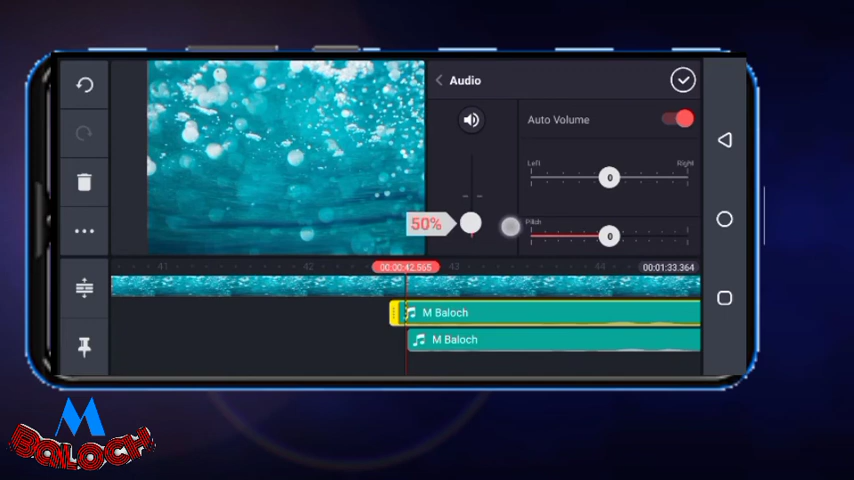 Audio
Auto Volume
Left Right
0
50%
Pitch
0
41 42 00:00:42.565 43 44 00:01:33.364
M Baloch
M Baloch
M
BALOCH